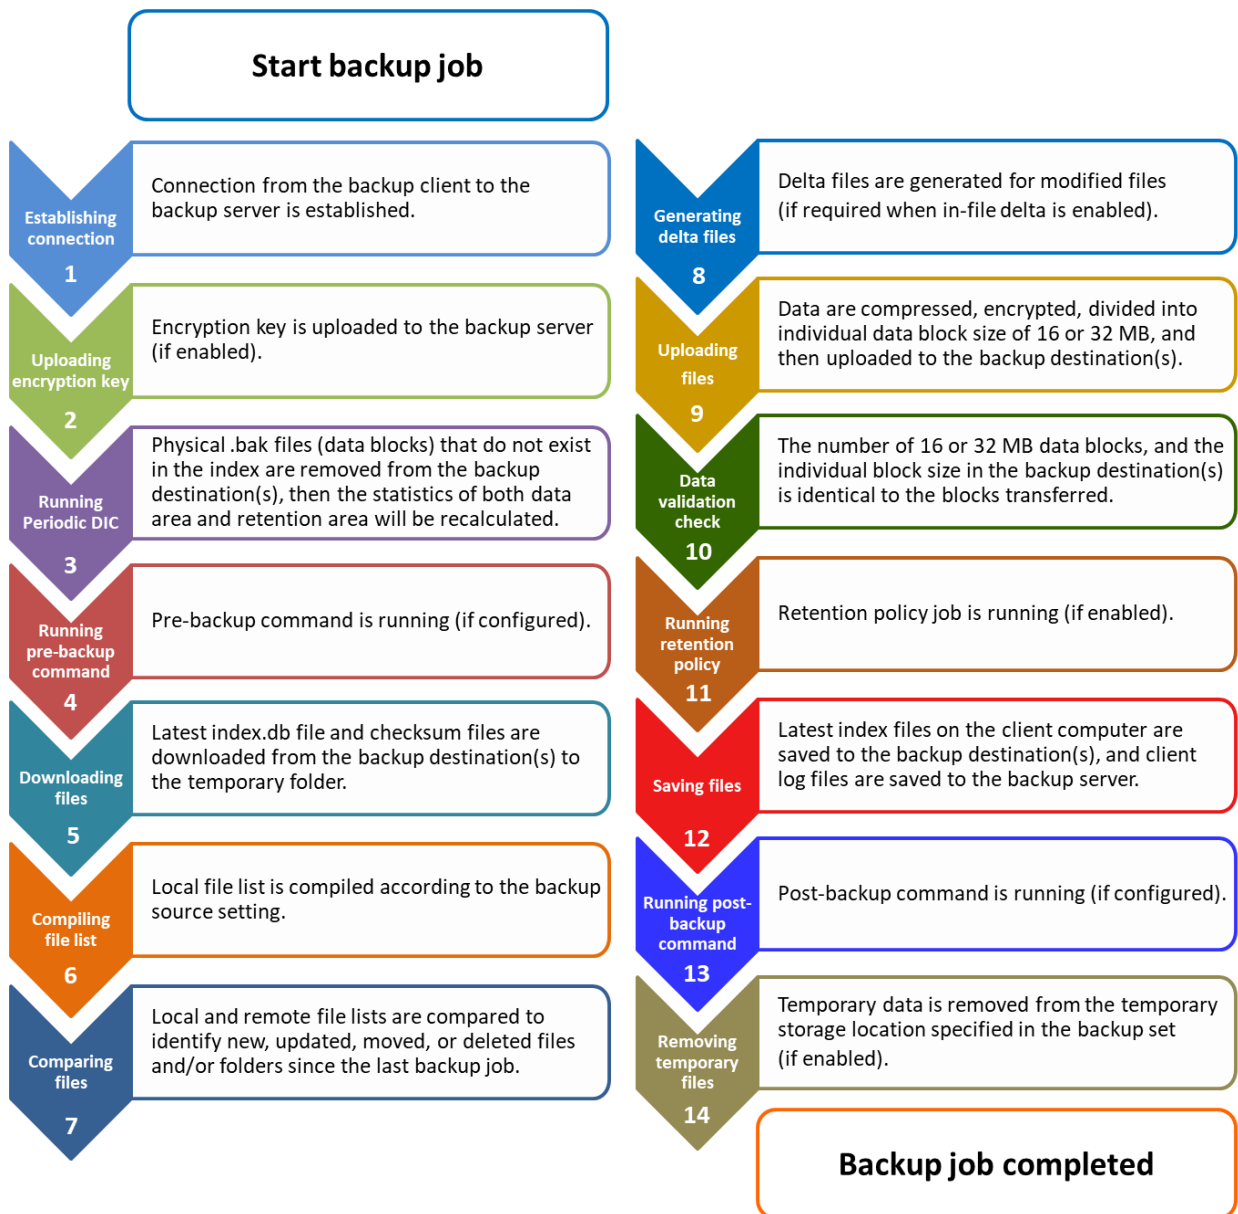 Start backup job
Establishing
connection
1
Connection from the backup client to the
backup server is established.
Uploading
encryption key
2
Encryption key is uploaded to the backup server
(if enabled).
Running
Periodic DIC
3
Physical .bak files (data blocks) that do not exist
in the index are removed from the backup
destination(s), then the statistics of both data
area and retention area will be recalculated.
Running
pre-backup
command
4
Pre-backup command is running (if configured).
Downloading
files
5
Latest index.db file and checksum files are
downloaded from the backup destination(s) to
the temporary folder.
Compiling
file list
6
Local file list is compiled according to the backup
source setting.
Comparing
files
7
Local and remote file lists are compared to
identify new, updated, moved, or deleted files
and/or folders since the last backup job.
Generating
delta files
8
Delta files are generated for modified files
(if required when in-file delta is enabled).
Uploading
files
9
Data are compressed, encrypted, divided into
individual data block size of 16 or 32 MB, and
then uploaded to the backup destination(s).
Data
validation
check
10
The number of 16 or 32 MB data blocks, and the
individual block size in the backup destination(s)
is identical to the blocks transferred.
Running
retention
policy
11
Retention policy job is running (if enabled).
Saving files
12
Latest index files on the client computer are
saved to the backup destination(s), and client
log files are saved to the backup server.
Running post-
backup
command
13
Post-backup command is running (if configured).
Removing
temporary
files
14
Temporary data is removed from the temporary
storage location specified in the backup set
(if enabled).
Backup job completed